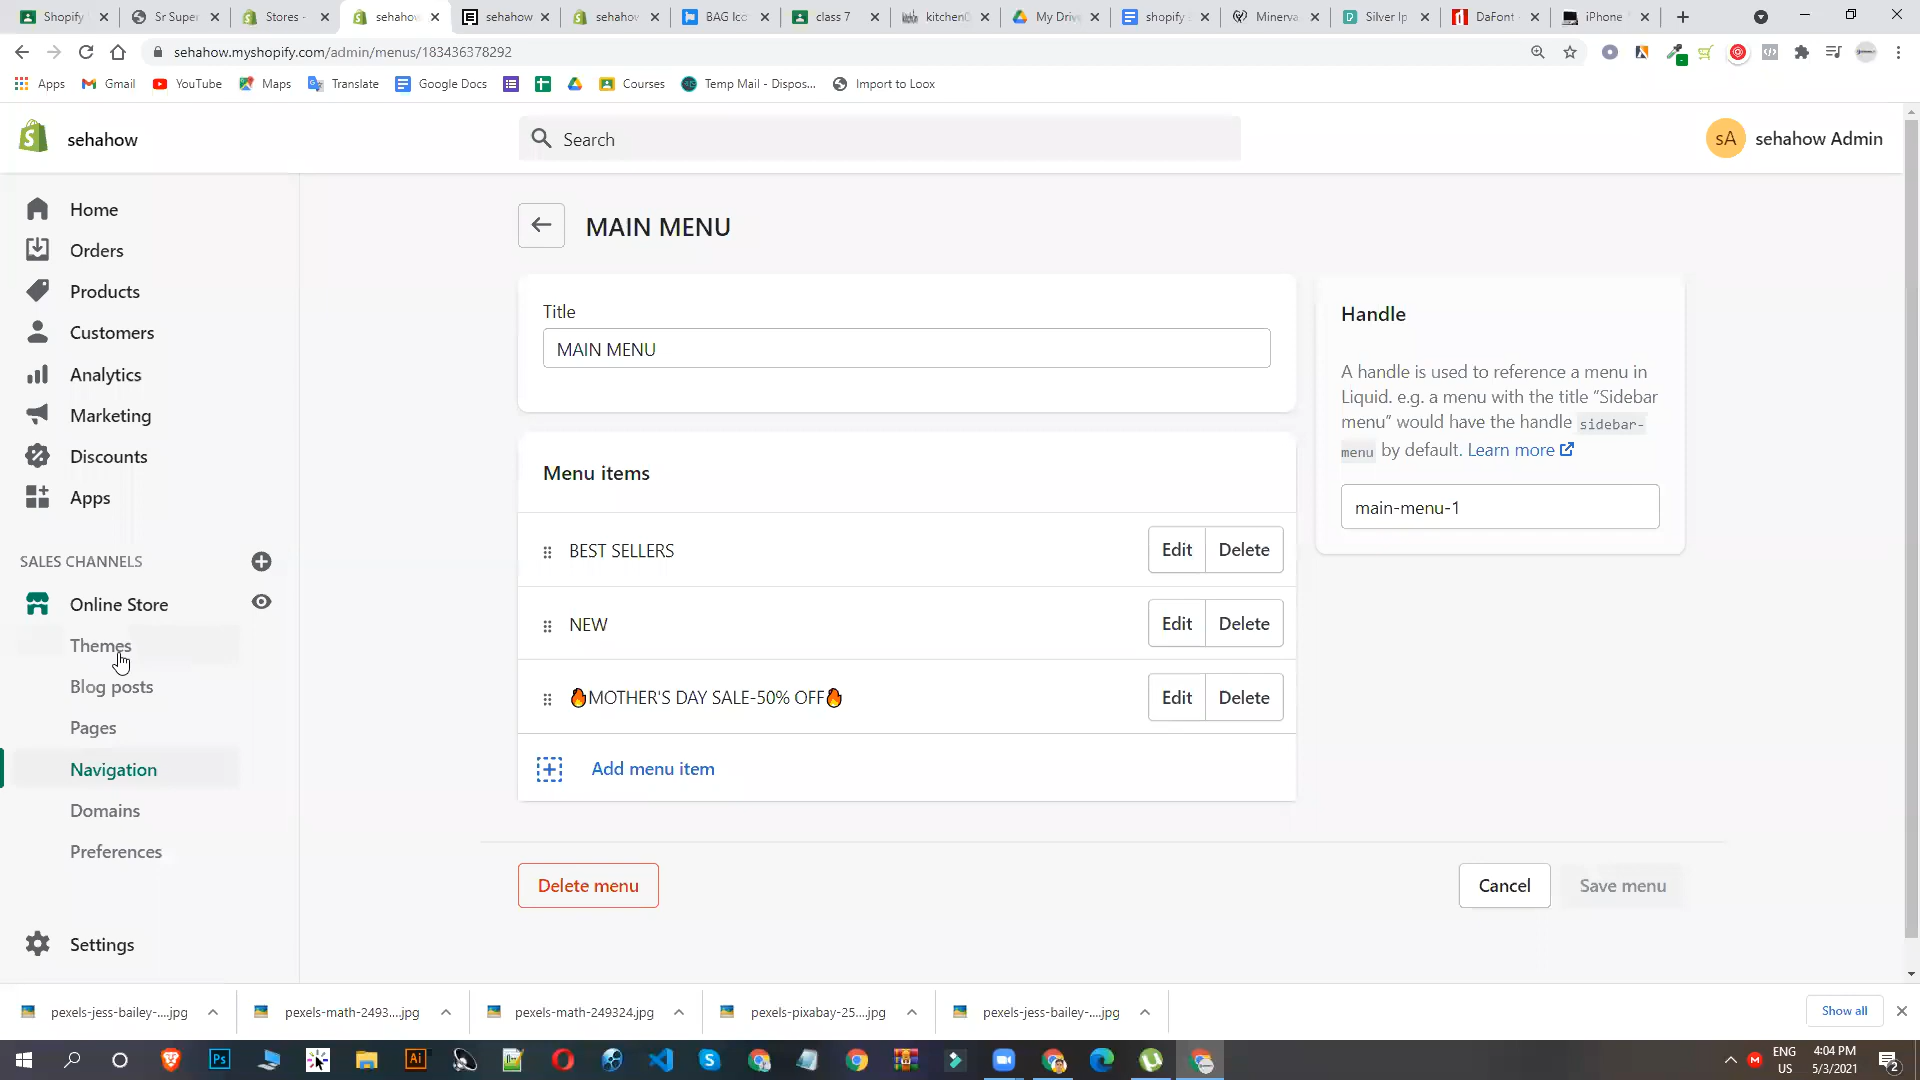 Shopify
Sr Super
Stores -
sehahow
sehahow
sehahow
BAG Ico
class 7
kitchen
My Driv
shopify
Minerva
Silver Ip
DaFont -
iPhone
sehahow.myshopify.com/admin/menus/183436378292
Apps
Gmail
YouTube
Maps
Translate
Google Docs
Courses
Temp Mail - Dispos...
Import to Loox
sehahow
Search
sA
sehahow Admin
Home
Orders
Products
Customers
Analytics
Marketing
Discounts
Apps
SALES CHANNELS
Online Store
Themes
Blog posts
Pages
Navigation
Domains
Preferences
Settings
MAIN MENU
Title
MAIN MENU
Menu items
BEST SELLERS
Edit
Delete
NEW
Edit
Delete
🔥MOTHER'S DAY SALE-50% OFF🔥
Edit
Delete
Add menu item
Handle
A handle is used to reference a menu in
Liquid. e.g. a menu with the title "Sidebar
menu" would have the handle sidebar-
menu by default. Learn more
main-menu-1
Delete menu
Cancel
Save menu
pexels-jess-bailey-....jpg
pexels-math-2493....jpg
pexels-math-249324.jpg
pexels-pixabay-25....jpg
pexels-jess-bailey-....jpg
Show all
Ps
Ai
ENG
US
4:04 PM
5/3/2021
2